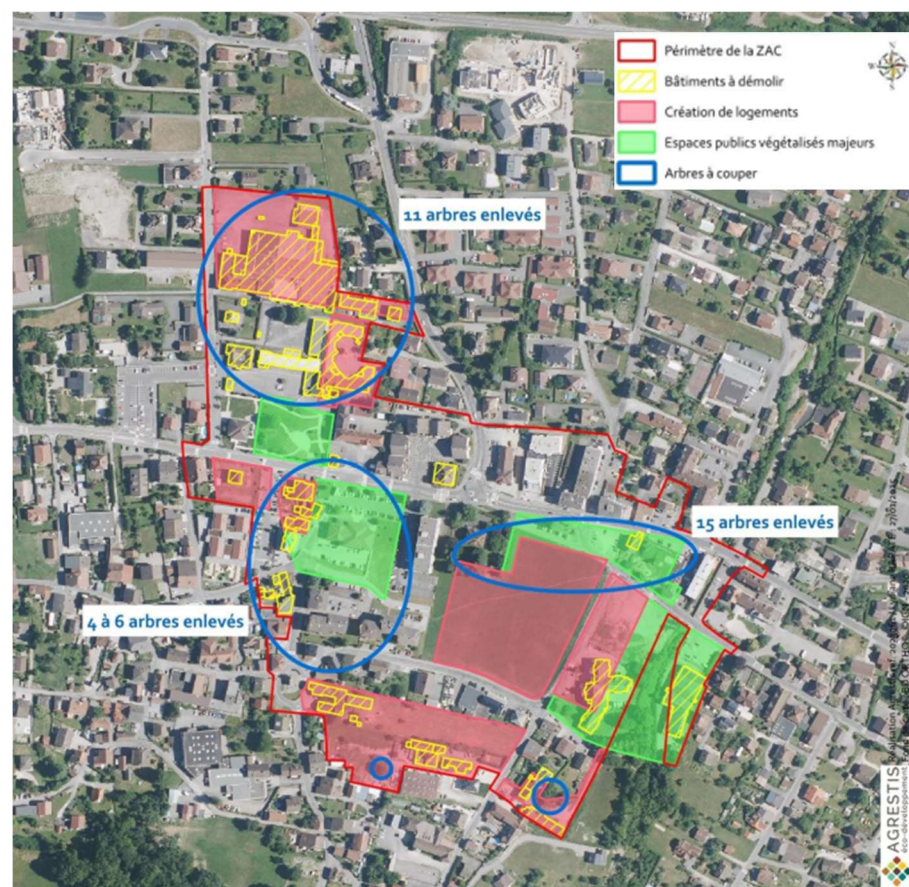 Périmètre de la ZAC
Bâtiments à démolir
Création de logements
Espaces publics végétalisés majeurs
Arbres à couper
11 arbres enlevés
15 arbres enlevés
4 à 6 arbres enlevés
AGRESTIS
éco-développement